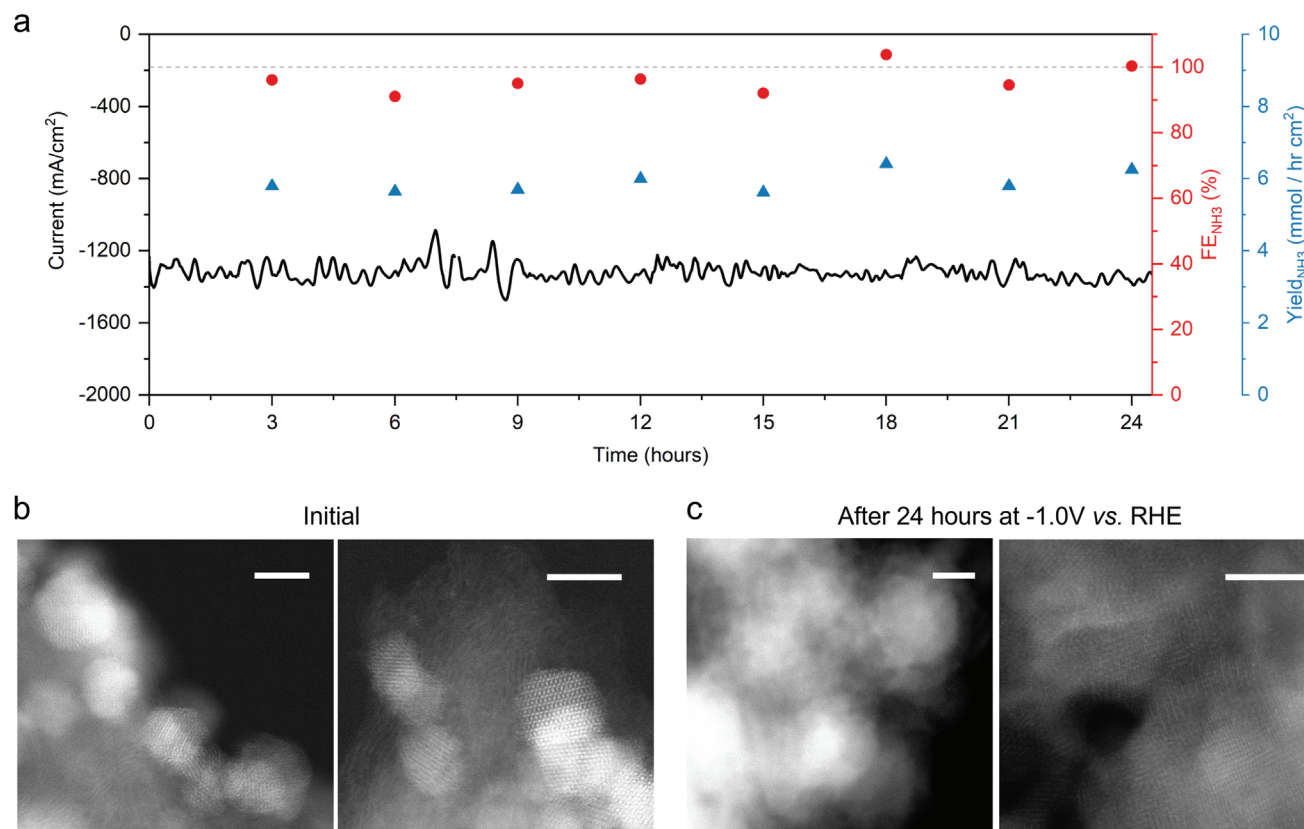 a
0
-400
-800
-1200
-1600
-2000
Current (mA/cm²)
0 3 6 9 12 15 18 21 24
Time (hours)
100
80
60
40
20
0
FE_NH3 (%)
10
8
6
4
2
0
Yield_NH3 (mmol / hr cm²)
b
Initial
c
After 24 hours at -1.0V vs. RHE